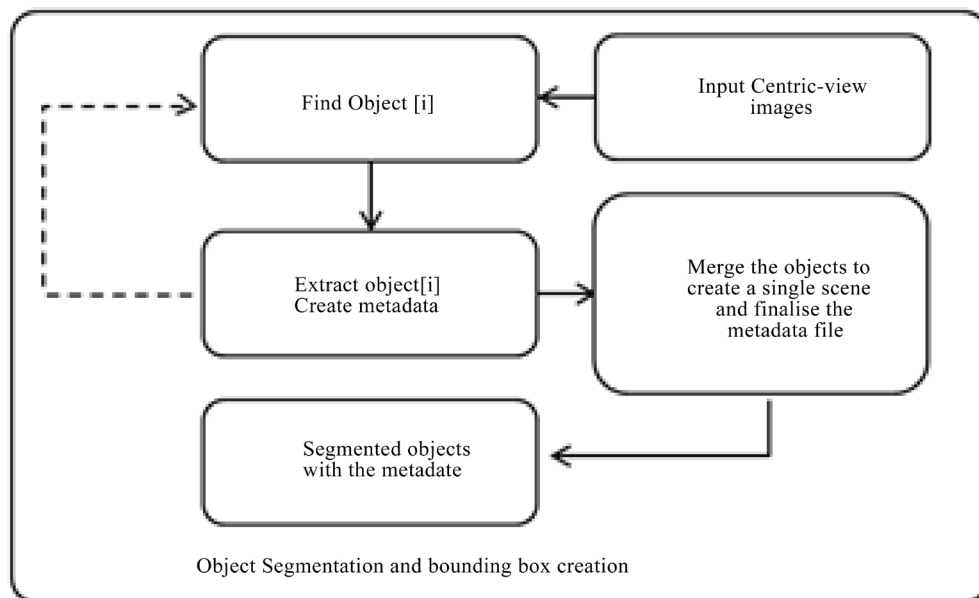 Find Object [i]
Input Centric-view
images
Extract object[i]
Create metadata
Merge the objects to
create a single scene
and finalise the
metadata file
Segmented objects
with the metadate
Object Segmentation and bounding box creation